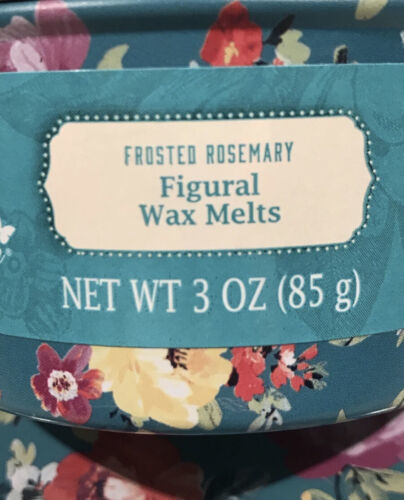 FROSTED ROSEMARY
Figural
Wax Melts
NET WT 3 OZ (85 g)